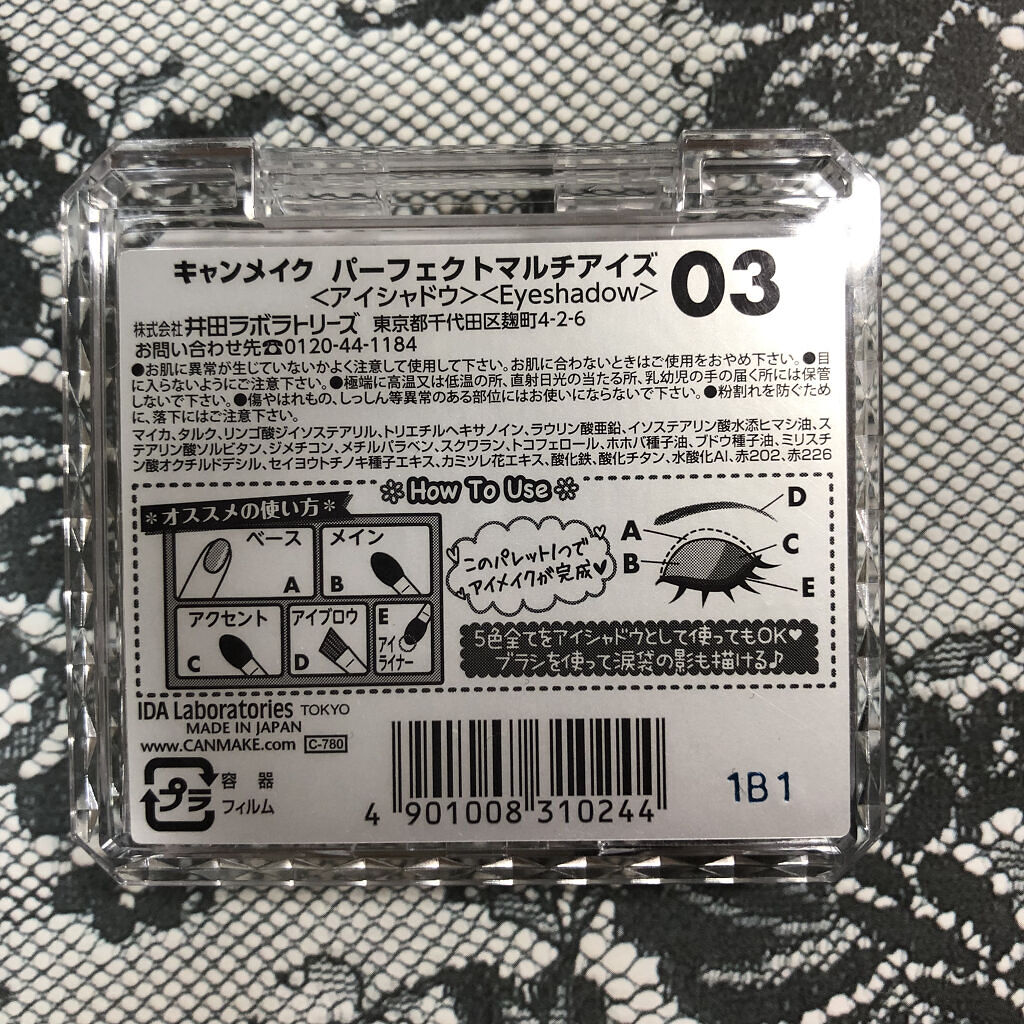 キャンメイク パーフェクトマルチアイズ 03
<アイシャドウ><Eyeshadow>
株式会社井田ラボラトリーズ 東京都千代田区麹町4-2-6
お問い合わせ先☎0120-44-1184
●お肌に異常が生じていないかよく注意して使用して下さい。お肌に合わないときはご使用をおやめ下さい。●目
に入らないようにご注意下さい。●極端に高温又は低温の所、直射日光の当たる所、乳幼児の手の届く所には保管
しないで下さい。●傷やはれもの、しっしん等異常のある部位にはお使いにならないで下さい。●粉割れを防ぐため
に、落下にはご注意下さい。
マイカ、タルク、リンゴ酸ジイソステアリル、トリエチルヘキサノイン、ラウリン酸亜鉛、イソステアリン酸水添ヒマシ油、ス
テアリン酸ソルビタン、ジメチコン、メチルパラベン、スクワラン、トコフェロール、ホホバ種子油、ブドウ種子油、ミリスチ
ン酸オクチルドデシル、セイヨウトチノキ種子エキス、カミツレ花エキス、酸化鉄、酸化チタン、水酸化Al、赤202、赤226
How To Use
*オススメの使い方*
ベース
A
メイン
B
アクセント
C
アイブロウ
D
E
アイ
ライナー
このパレット1つで
アイメイクが完成♥
A
B
D
C
E
5色全てをアイシャドウとして使ってもOK♥
ブラシを使って涙袋の影も描ける♪
IDA Laboratories TOKYO
MADE IN JAPAN
www.CANMAKE.com C-780
プラ
容器
フィルム
4 901008 310244
1B1